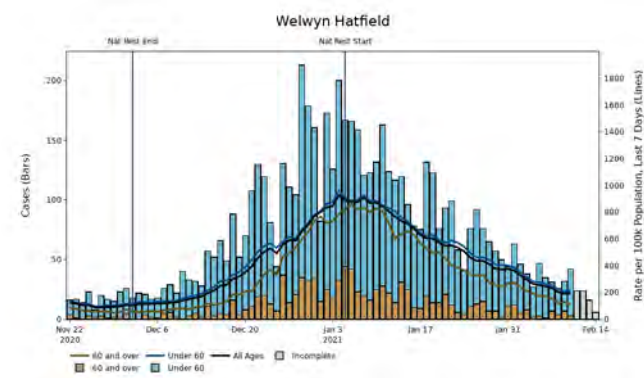 Welwyn Hatfield
Nat Rest End
Nat Rest Start
Cases (Bars)
200
150
100
50
0
Rate per 100k Population, Last 7 Days (Lines)
1800
1600
1400
1200
1000
800
600
400
200
0
Nov 22
2020
Dec 6
Dec 20
Jan 3
2021
Jan 17
Jan 31
Feb 14
60 and over
Under 60
All Ages
Incomplete
60 and over
Under 60